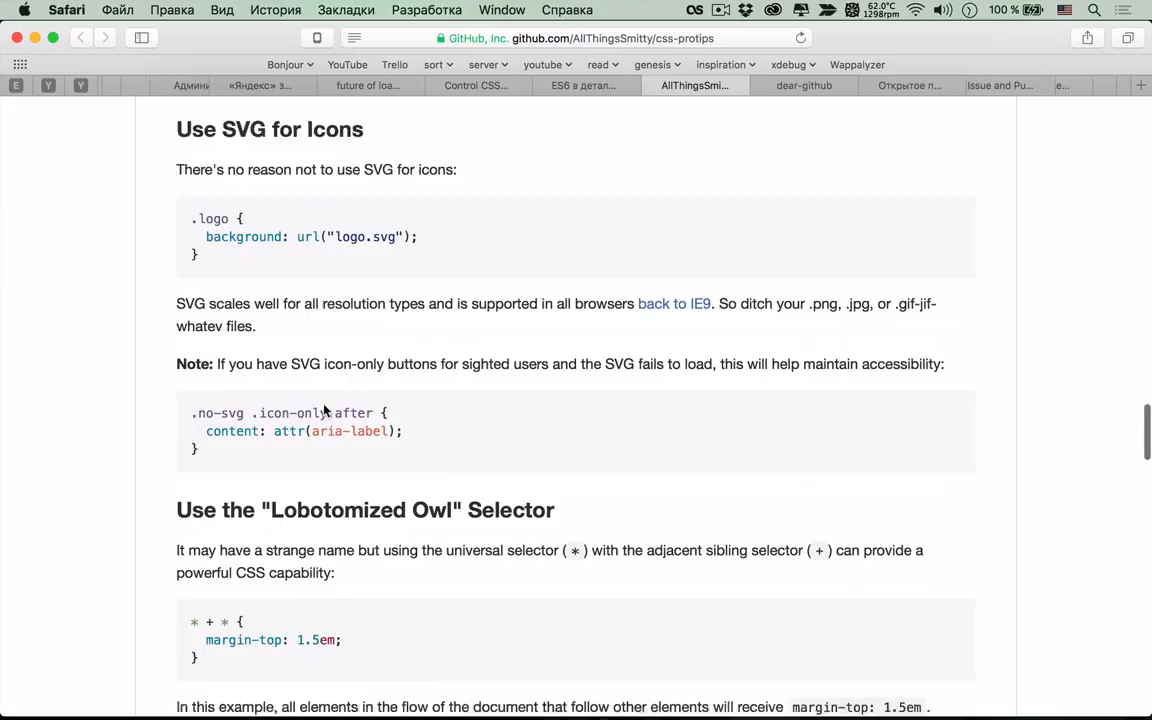 Safari Файл Правка Вид История Закладки Разработка Window Справка 62.0°C 1298rpm 100 %
GitHub, Inc. github.com/AllThingsSmitty/css-protips
Bonjour YouTube Trello sort server youtube read genesis inspiration xdebug Wappalyzer
E Y Y Админи «Яндекс» з... future of loa... Control CSS... ES6 в детал... AllThingsSmi... dear-github Открытое п... Issue and Pu... e...
Use SVG for Icons
There's no reason not to use SVG for icons:
.logo {
background: url("logo.svg");
}
SVG scales well for all resolution types and is supported in all browsers back to IE9. So ditch your .png, .jpg, or .gif-jif-
whatev files.
Note: If you have SVG icon-only buttons for sighted users and the SVG fails to load, this will help maintain accessibility:
.no-svg .icon-only:after {
content: attr(aria-label);
}
Use the "Lobotomized Owl" Selector
It may have a strange name but using the universal selector ( * ) with the adjacent sibling selector ( + ) can provide a
powerful CSS capability:
* + * {
margin-top: 1.5em;
}
In this example, all elements in the flow of the document that follow other elements will receive margin-top: 1.5em .